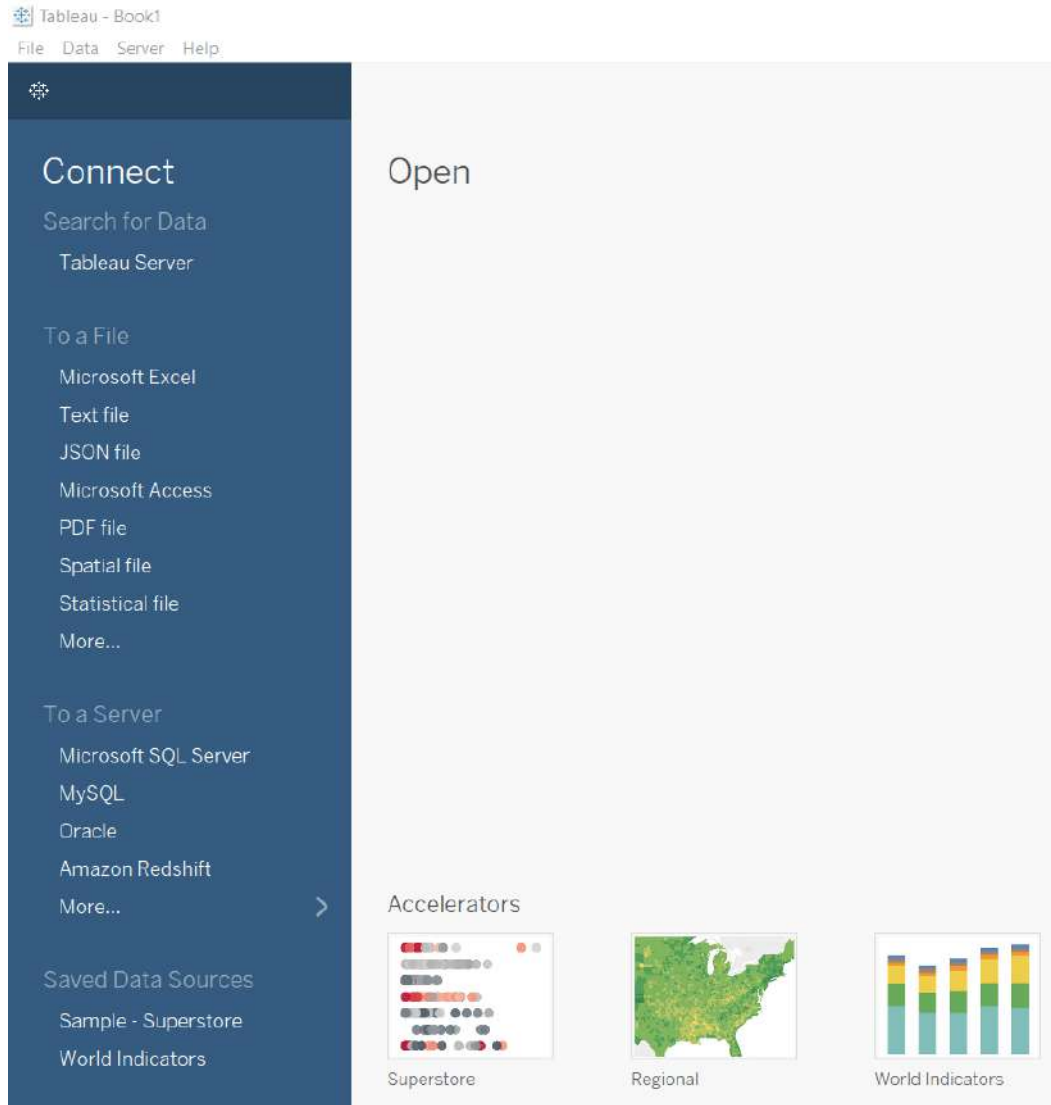 Tableau - Book1
File Data Server Help
Connect
Search for Data
Tableau Server
To a File
Microsoft Excel
Text file
JSON file
Microsoft Access
PDF file
Spatial file
Statistical file
More...
To a Server
Microsoft SQL Server
MySQL
Oracle
Amazon Redshift
More...
Saved Data Sources
Sample - Superstore
World Indicators
Open
Accelerators
Superstore Regional World Indicators